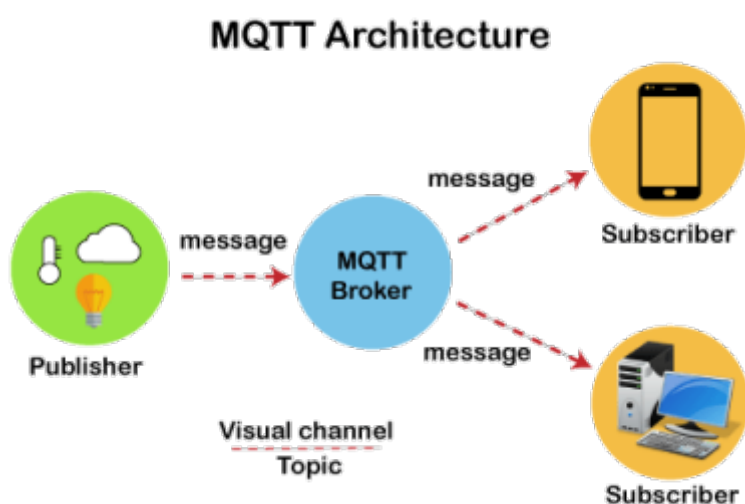 MQTT Architecture
message
Subscriber
message
MQTT
Broker
Publisher
message
Visual channel
Topic
Subscriber